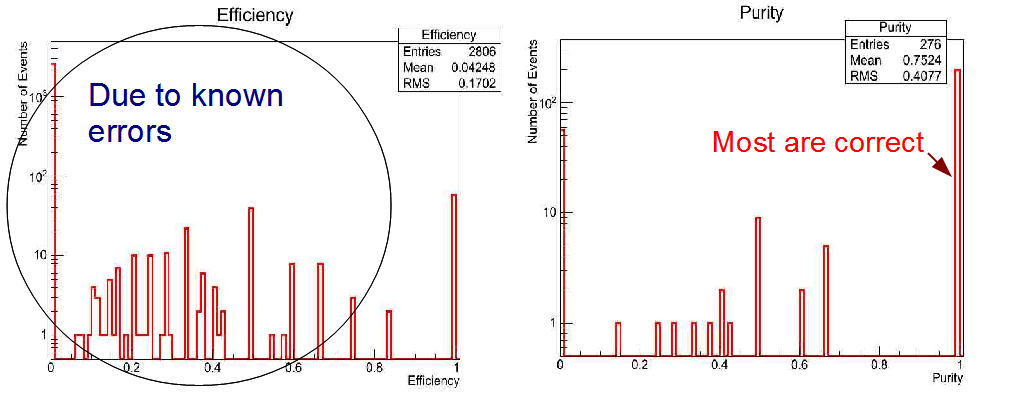 Efficiency
Efficiency
Entries 2806
Mean 0.04248
RMS 0.1702
Number of Events
Due to known
errors
10³
10²
10
1
0 0.2 0.4 0.6 0.8 1
Efficiency
Purity
Purity
Entries 276
Mean 0.7524
RMS 0.4077
Number of Events
Most are correct
10²
10
1
0 0.2 0.4 0.6 0.8 1
Purity